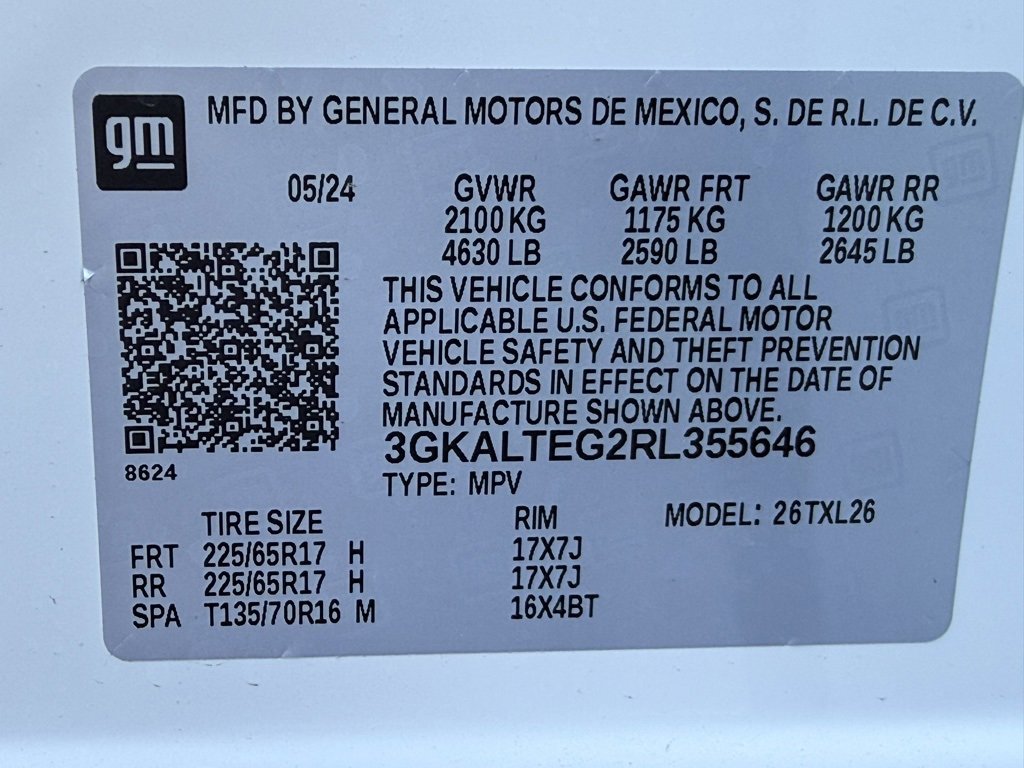 gm
MFD BY GENERAL MOTORS DE MEXICO, S. DE R.L. DE C.V.
05/24 GVWR GAWR FRT GAWR RR
2100 KG 1175 KG 1200 KG
4630 LB 2590 LB 2645 LB
THIS VEHICLE CONFORMS TO ALL
APPLICABLE U.S. FEDERAL MOTOR
VEHICLE SAFETY AND THEFT PREVENTION
STANDARDS IN EFFECT ON THE DATE OF
MANUFACTURE SHOWN ABOVE.
3GKALTEG2RL355646
8624
TYPE: MPV
TIRE SIZE RIM MODEL: 26TXL26
FRT 225/65R17 H 17X7J
RR 225/65R17 H 17X7J
SPA T135/70R16 M 16X4BT